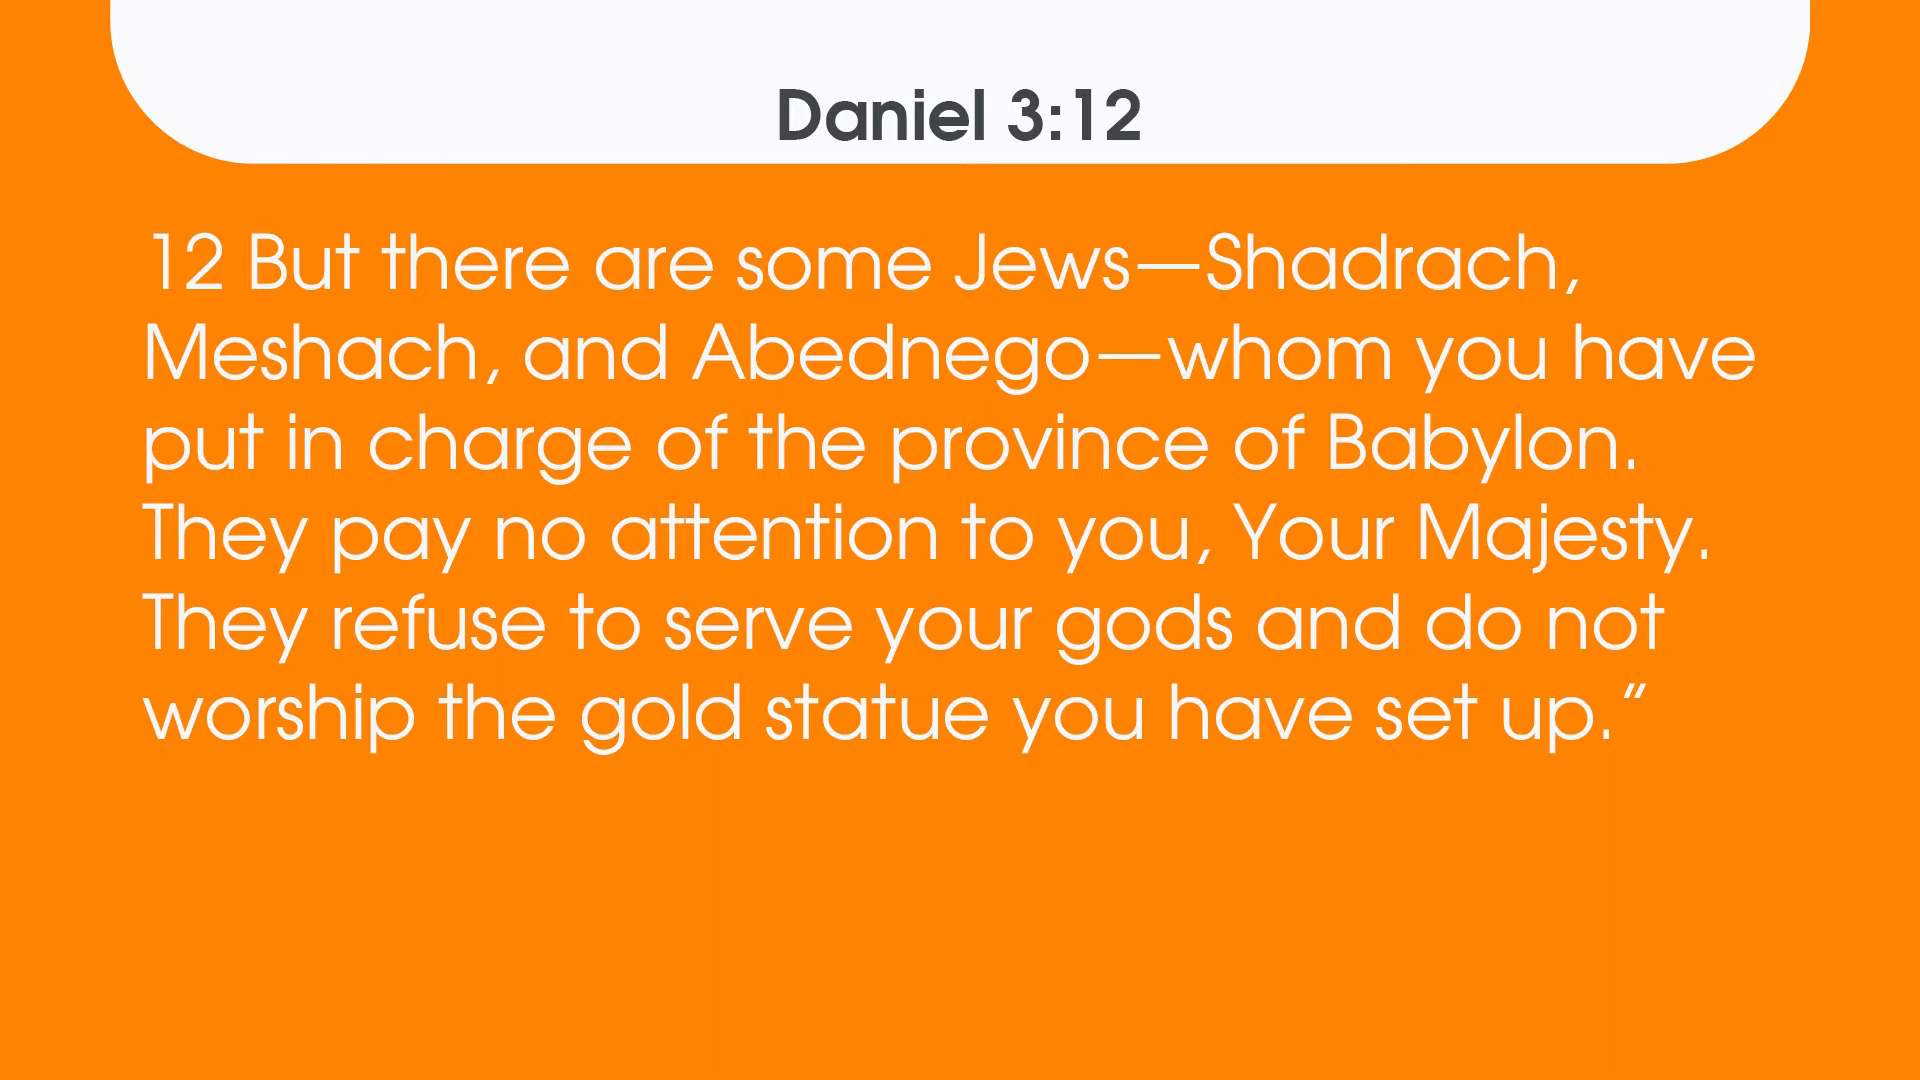 Daniel 3:12
12 But there are some Jews—Shadrach,
Meshach, and Abednego—whom you have
put in charge of the province of Babylon.
They pay no attention to you, Your Majesty.
They refuse to serve your gods and do not
worship the gold statue you have set up.”